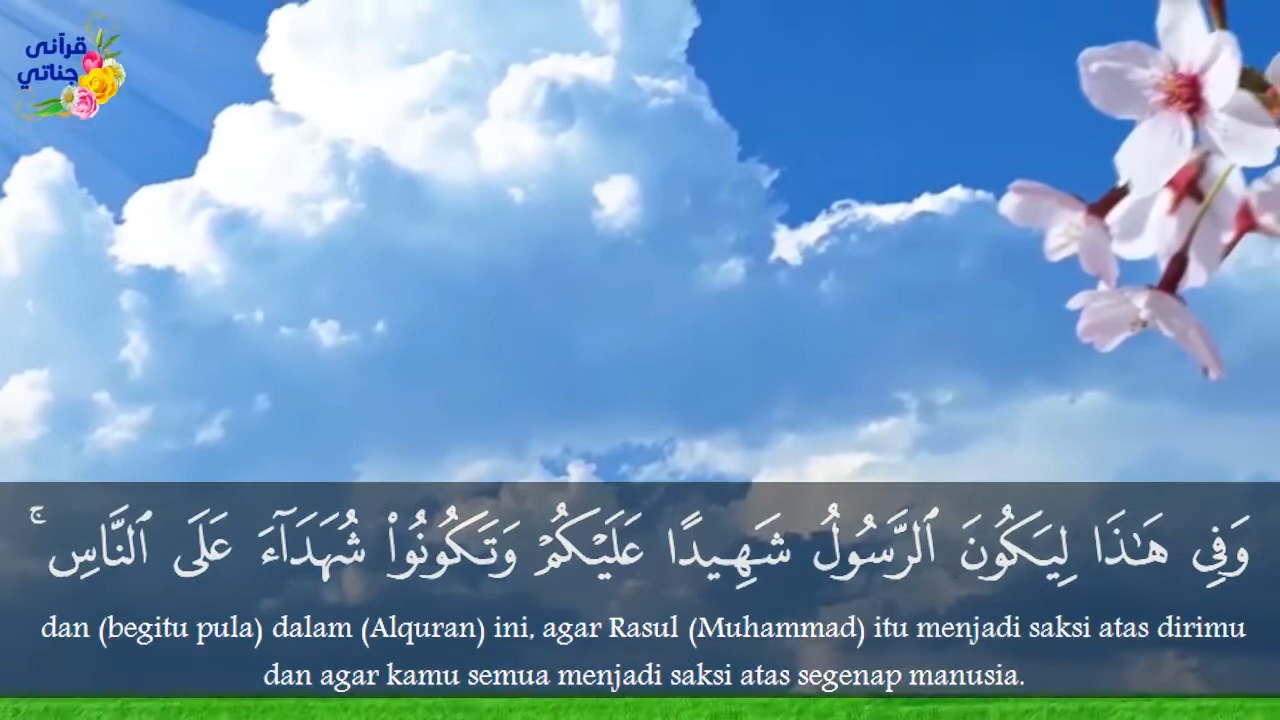 قرآنى
جناتي
وَفِي هَـٰذَا لِيَكُونَ ٱلرَّسُولُ شَهِيدًا عَلَيْكُمْ وَتَكُونُوا۟ شُهَدَآءَ عَلَى ٱلنَّاسِ ۚ
dan (begitu pula) dalam (Alquran) ini, agar Rasul (Muhammad) itu menjadi saksi atas dirimu
dan agar kamu semua menjadi saksi atas segenap manusia.